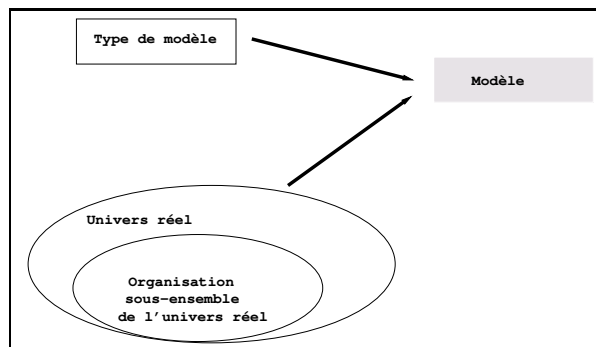 Type de modèle
Modèle
Univers réel
Organisation
sous-ensemble
de l'univers réel